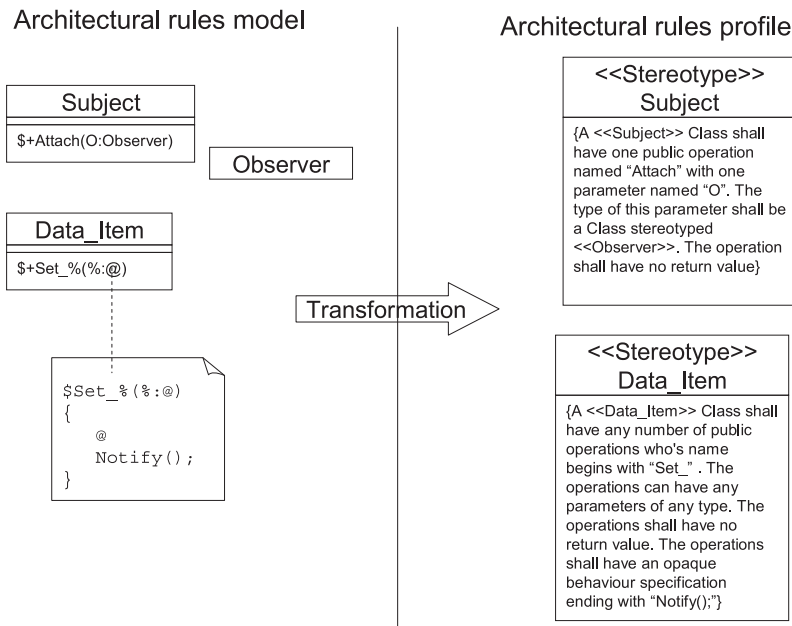 Architectural rules model
Subject
$+Attach(O:Observer)
Observer
Data_Item
$+Set_%(%:@)
$Set_%(%:@)
{
@
Notify();
}
Transformation
Architectural rules profile
<<Stereotype>>
Subject
{A <<Subject>> Class shall
have one public operation
named “Attach” with one
parameter named “O”. The
type of this parameter shall be
a Class stereotyped
<<Observer>>. The operation
shall have no return value}
<<Stereotype>>
Data_Item
{A <<Data_Item>> Class shall
have any number of public
operations who's name
begins with “Set_” . The
operations can have any
parameters of any type. The
operations shall have no
return value. The operations
shall have an opaque
behaviour specification
ending with “Notify();”}